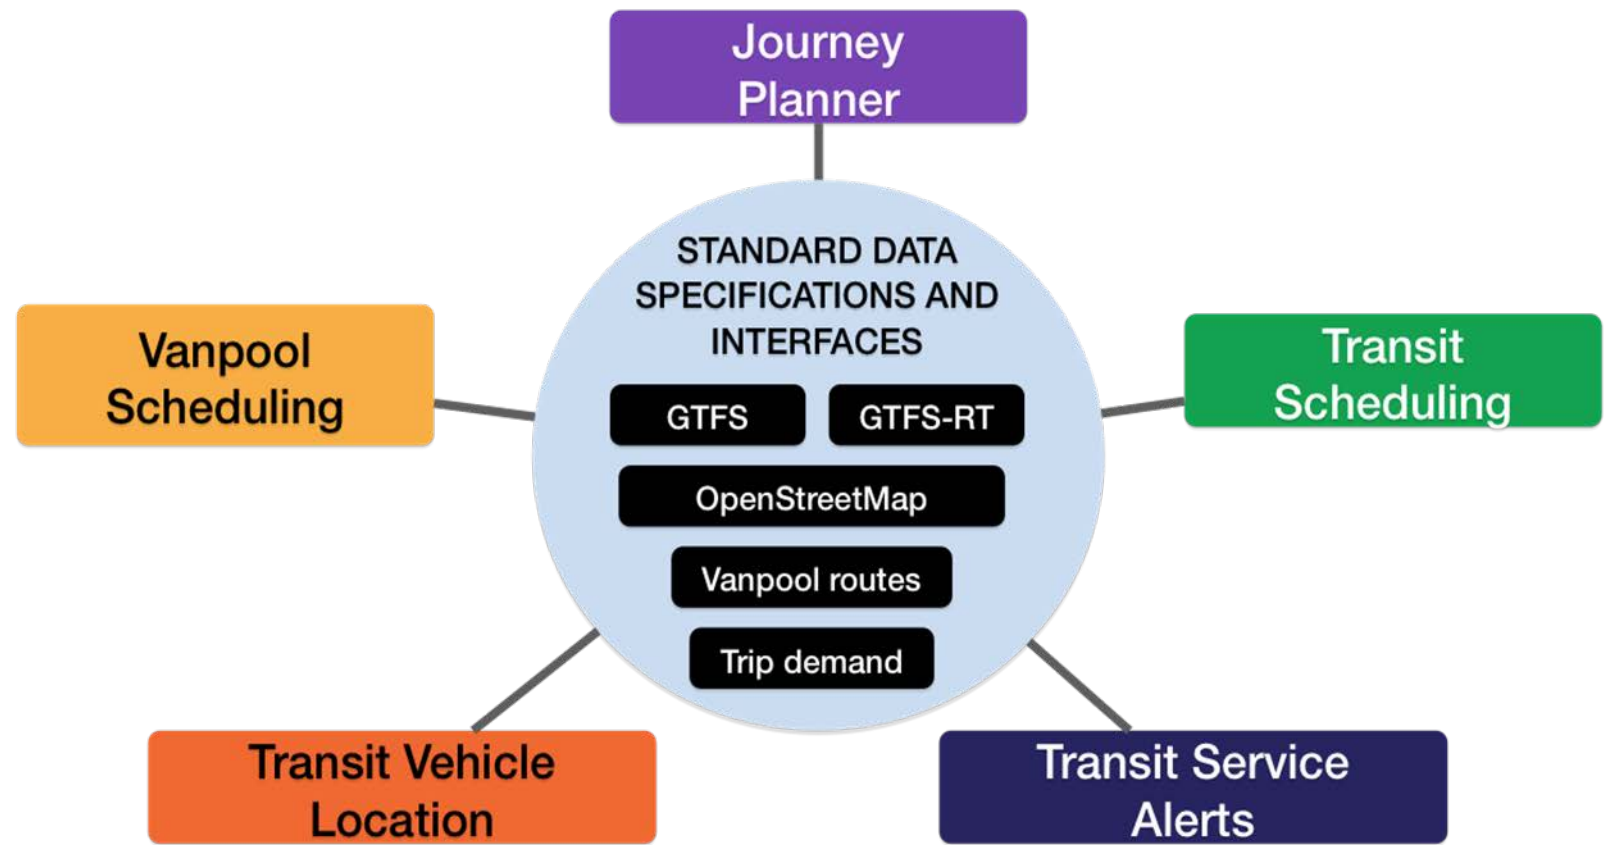 Journey
Planner
STANDARD DATA
SPECIFICATIONS AND
INTERFACES
Vanpool
Scheduling
Transit
Scheduling
GTFS
GTFS-RT
OpenStreetMap
Vanpool routes
Trip demand
Transit Vehicle
Location
Transit Service
Alerts